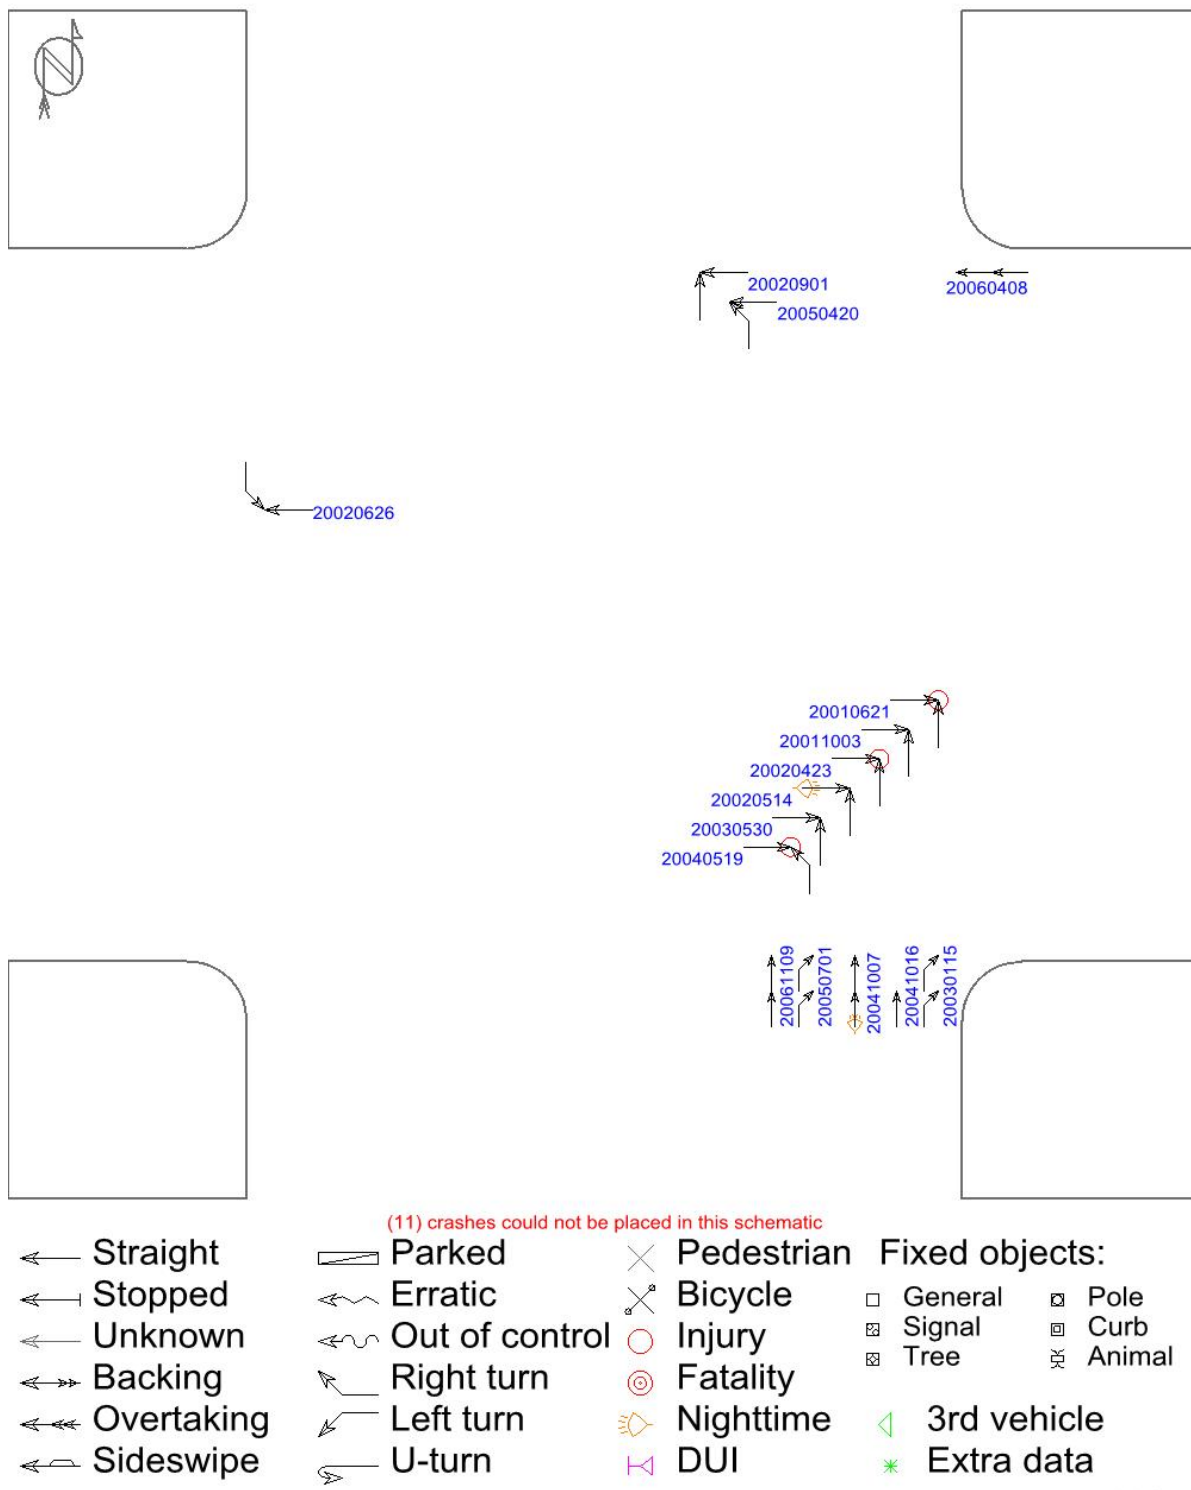 N
20020901
20060408
20050420
20020626
20010621
20011003
20020423
20020514
20030530
20040519
20061109
20050701
20041007
20041016
20030115
(11) crashes could not be placed in this schematic
Straight
Parked
Pedestrian
Fixed objects:
Stopped
Erratic
Bicycle
General
Pole
Unknown
Out of control
Injury
Signal
Curb
Tree
Animal
Backing
Right turn
Fatality
Overtaking
Left turn
Nighttime
3rd vehicle
Sideswipe
U-turn
DUI
Extra data